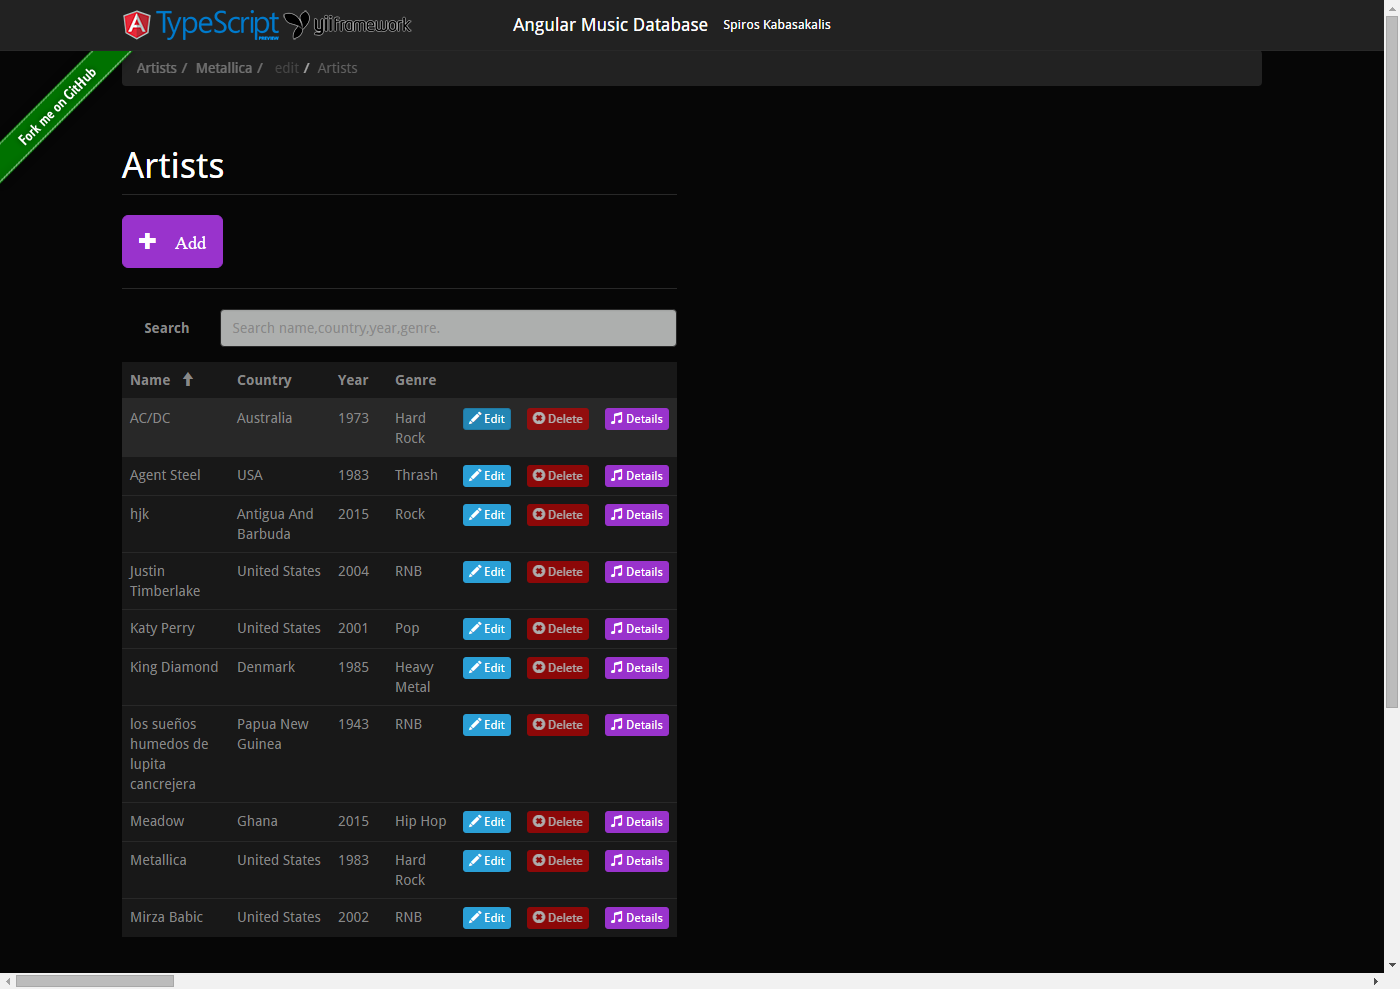 TypeScript PREVIEW yiiframework Angular Music Database Spiros Kabasakalis
Fork me on GitHub
Artists / Metallica / edit / Artists
Artists
Add
Search Search name,country,year,genre.
Name Country Year Genre
AC/DC Australia 1973 Hard Rock Edit Delete Details
Agent Steel USA 1983 Thrash Edit Delete Details
hjk Antigua And Barbuda 2015 Rock Edit Delete Details
Justin Timberlake United States 2004 RNB Edit Delete Details
Katy Perry United States 2001 Pop Edit Delete Details
King Diamond Denmark 1985 Heavy Metal Edit Delete Details
los sueños humedos de lupita cancrejera Papua New Guinea 1943 RNB Edit Delete Details
Meadow Ghana 2015 Hip Hop Edit Delete Details
Metallica United States 1983 Hard Rock Edit Delete Details
Mirza Babic United States 2002 RNB Edit Delete Details